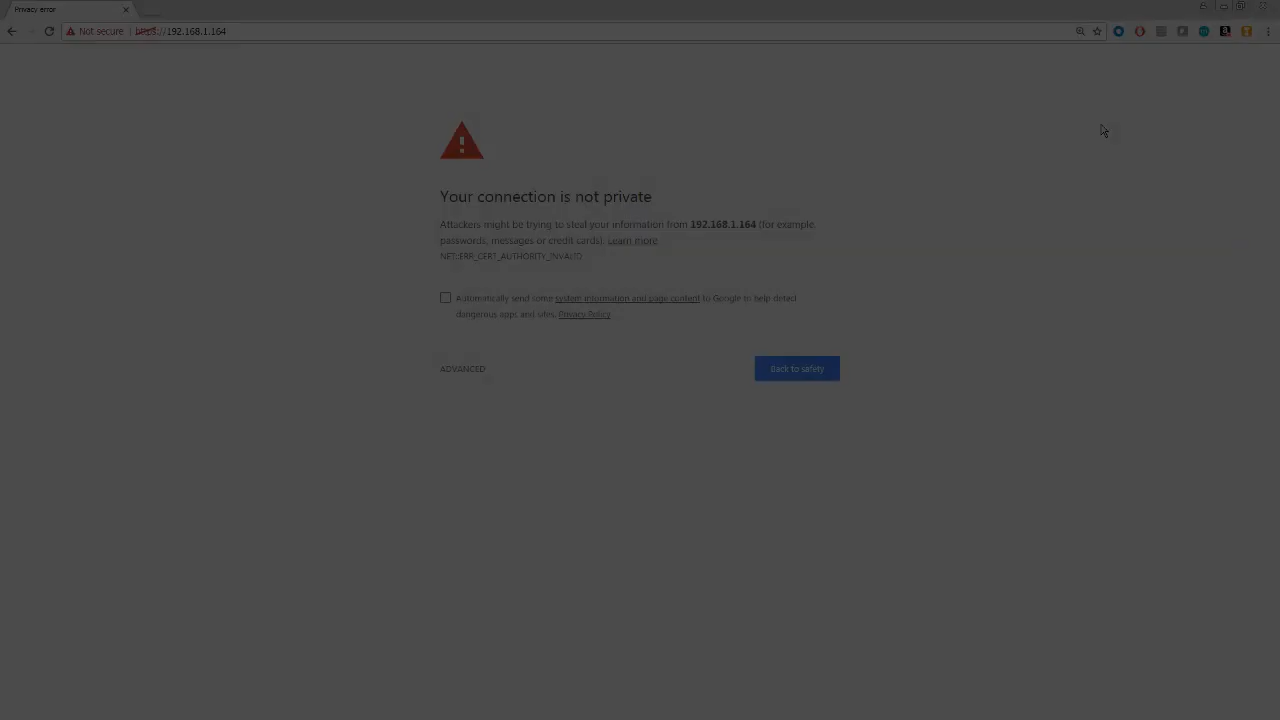 Privacy error
Not secure | https://192.168.1.164
Your connection is not private
Attackers might be trying to steal your information from 192.168.1.164 (for example,
passwords, messages or credit cards). Learn more
NET::ERR_CERT_AUTHORITY_INVALID
Automatically send some system information and page content to Google to help detect
dangerous apps and sites. Privacy Policy
ADVANCED
Back to safety